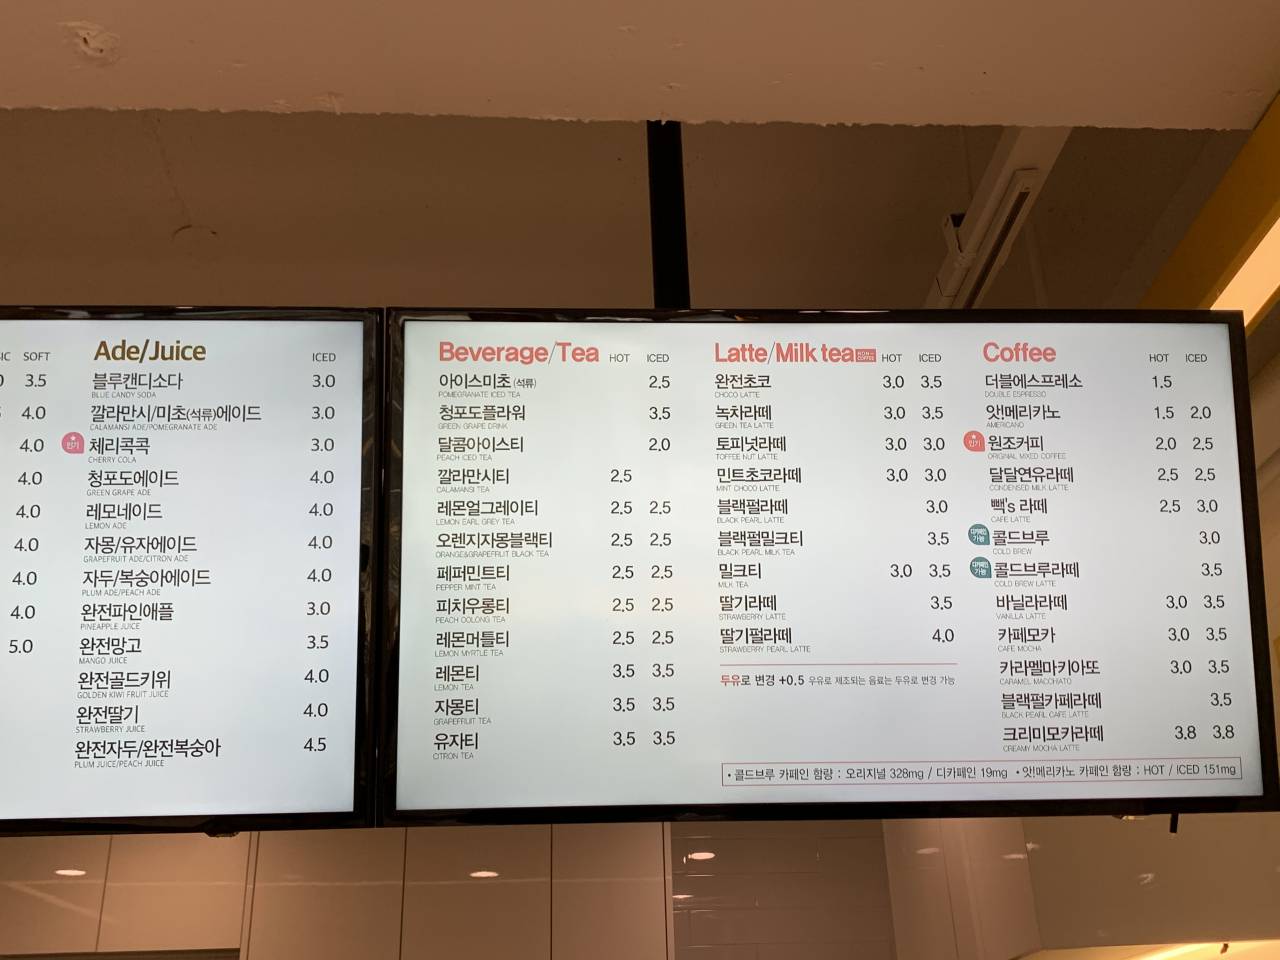 SOFT
3.5
4.0
4.0
4.0
4.0
4.0
4.0
4.0
5.0
Ade/Juice ICED
블루캔디소다 3.0
BLUE CANDY SODA
깔라만시/미초(석류)에이드 3.0
CALAMANSI ADE/POMEGRANATE ADE
인기 체리콕콕 3.0
CHERRY COLA
청포도에이드 4.0
GREEN GRAPE ADE
레모네이드 4.0
LEMON ADE
자몽/유자에이드 4.0
GRAPEFRUIT ADE/CITRON ADE
자두/복숭아에이드 4.0
PLUM ADE/PEACH ADE
완전파인애플 3.0
PINEAPPLE JUICE
완전망고 3.5
MANGO JUICE
완전골드키위 4.0
GOLDEN KIWI FRUIT JUICE
완전딸기 4.0
STRAWBERRY JUICE
완전자두/완전복숭아 4.5
PLUM JUICE/PEACH JUICE
Beverage/Tea HOT ICED
아이스미초 (석류) 2.5
POMEGRANATE ICED TEA
청포도플라워 3.5
GREEN GRAPE DRINK
달콤아이스티 2.0
PEACH ICED TEA
깔라만시티 2.5
CALAMANSI TEA
레몬얼그레이티 2.5 2.5
LEMON EARL GREY TEA
오렌지자몽블랙티 2.5 2.5
ORANGE&GRAPEFRUIT BLACK TEA
페퍼민트티 2.5 2.5
PEPPER MINT TEA
피치우롱티 2.5 2.5
PEACH OOLONG TEA
레몬머틀티 2.5 2.5
LEMON MYRTLE TEA
레몬티 3.5 3.5
LEMON TEA
자몽티 3.5 3.5
GRAPEFRUIT TEA
유자티 3.5 3.5
CITRON TEA
Latte/Milk tea NON-COFFEE HOT ICED
완전초코 3.0 3.5
CHOCO LATTE
녹차라떼 3.0 3.5
GREEN TEA LATTE
토피넛라떼 3.0 3.0
TOFFEE NUT LATTE
민트초코라떼 3.0 3.0
MINT CHOCO LATTE
블랙펄라떼 3.0
BLACK PEARL LATTE
블랙펄밀크티 3.5
BLACK PEARL MILK TEA
밀크티 3.0 3.5
MILK TEA
딸기라떼 3.5
STRAWBERRY LATTE
딸기펄라떼 4.0
STRAWBERRY PEARL LATTE
두유로 변경 +0.5 우유로 제조되는 음료는 두유로 변경 가능
Coffee HOT ICED
더블에스프레소 1.5
DOUBLE ESPRESSO
앗!메리카노 1.5 2.0
AMERICANO
인기 원조커피 2.0 2.5
ORIGINAL MIXED COFFEE
달달연유라떼 2.5 2.5
CONDENSED MILK LATTE
빽's 라떼 2.5 3.0
CAFE LATTE
디카페인 가능 콜드브루 3.0
COLD BREW
디카페인 가능 콜드브루라떼 3.5
COLD BREW LATTE
바닐라라떼 3.0 3.5
VANILLA LATTE
카페모카 3.0 3.5
CAFE MOCHA
카라멜마키아또 3.0 3.5
CARAMEL MACCHIATO
블랙펄카페라떼 3.5
BLACK PEARL CAFE LATTE
크리미모카라떼 3.8 3.8
CREAMY MOCHA LATTE
• 콜드브루 카페인 함량 : 오리지널 328mg / 디카페인 19mg • 앗!메리카노 카페인 함량 : HOT / ICED 151mg